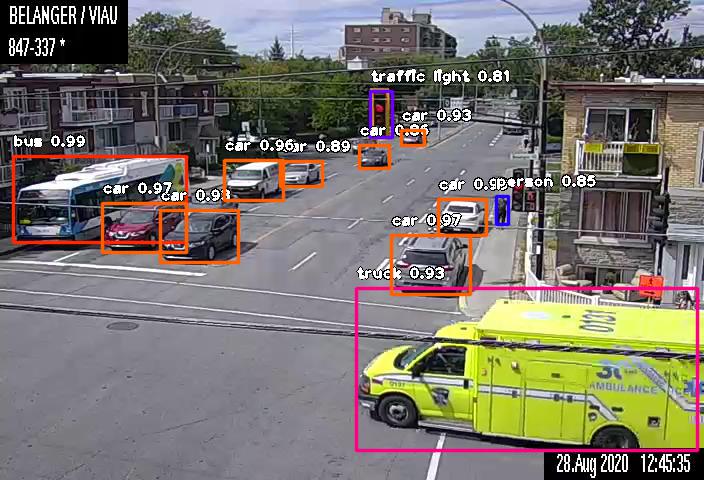 BELANGER / VIAU
847-337 *
traffic light 0.81
car 0.93
car 0.86
bus 0.99
car 0.96
car 0.89
car 0.97
car 0.93
car 0.97
person 0.85
truck 0.93
0133
AMBULANCE
0131
28.Aug 2020 12:45:35